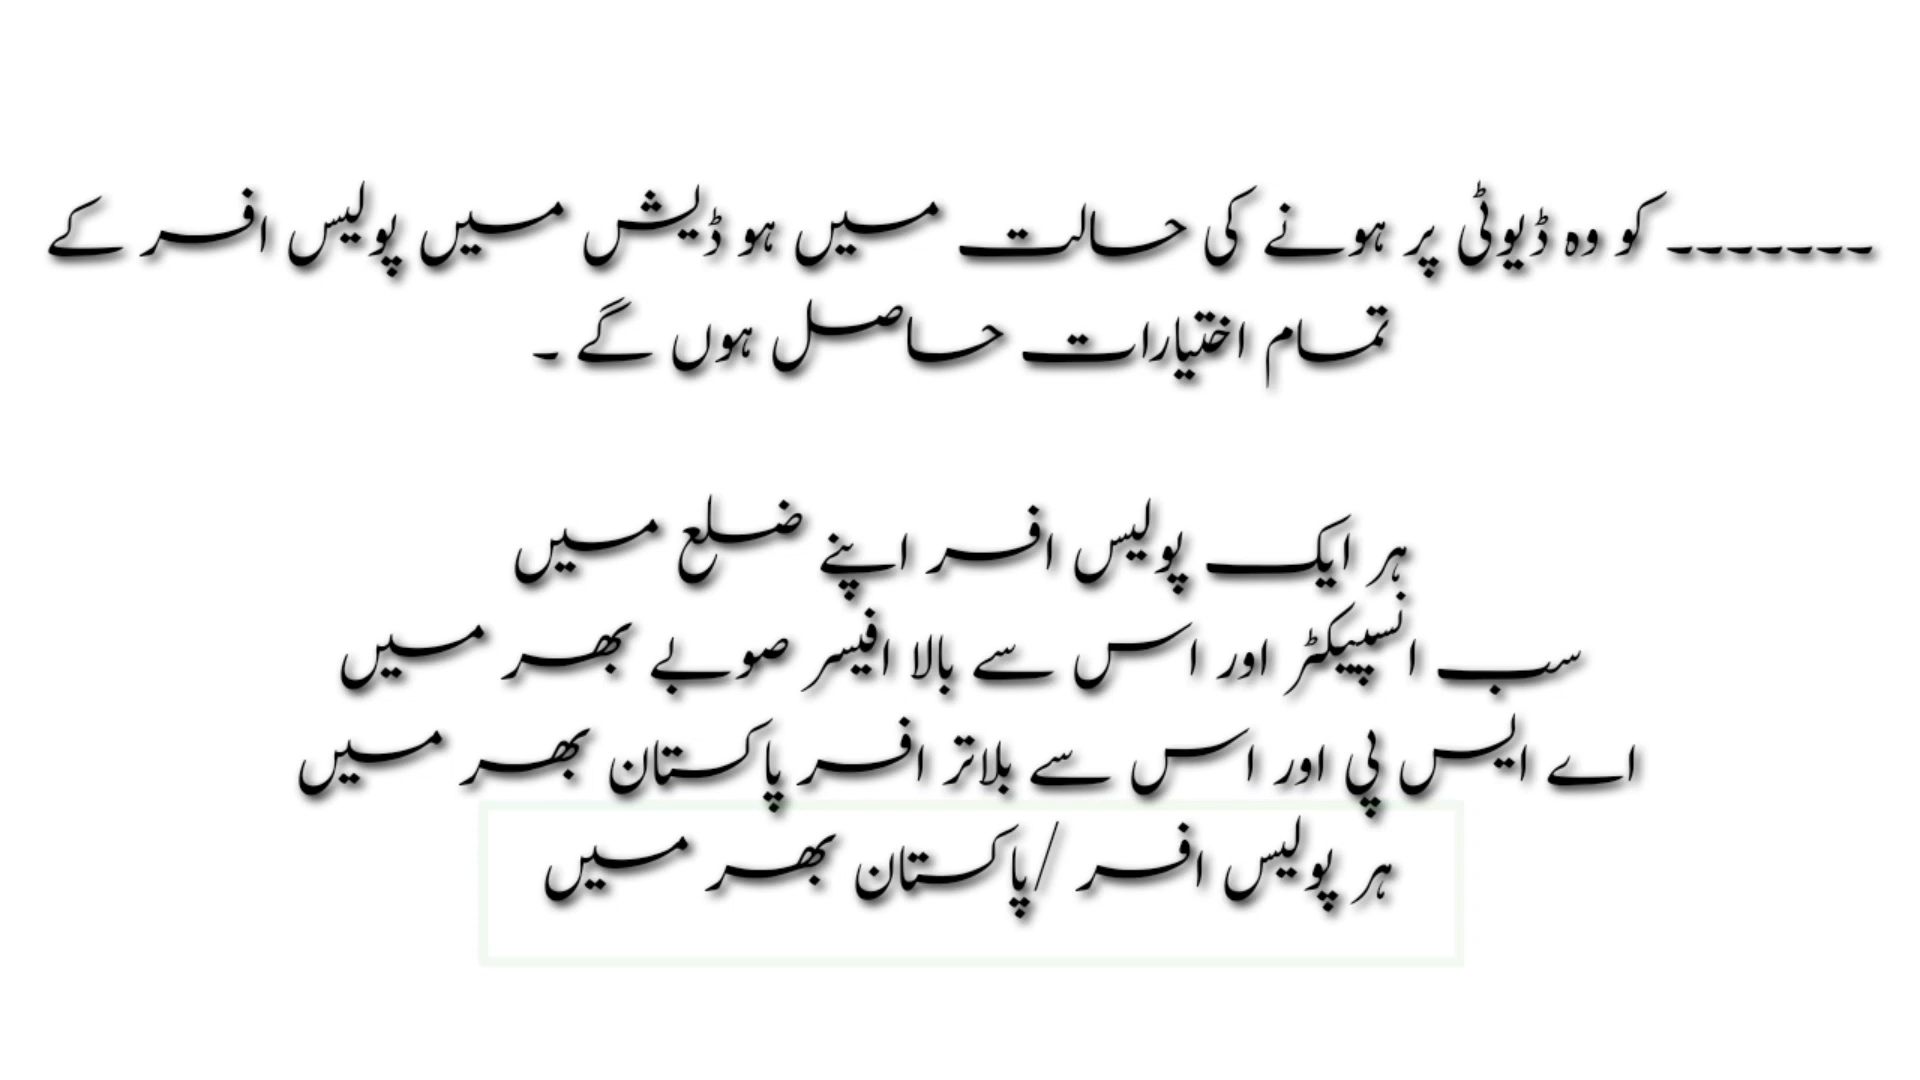 ------- کو وہ ڈیوٹی پر ہونے کی حالت میں ہو ڈیش میں پولیس افسر کے
تمام اختیارات حاصل ہوں گے ۔
ہر ایک پولیس افسر اپنے ضلع میں
سب انسپیکٹر اور اس سے بالا افیسر صوبے بھر میں
اے ایس پی اور اس سے بلاتر افسر پاکستان بھر میں
ہر پولیس افسر /پاکستان بھر میں